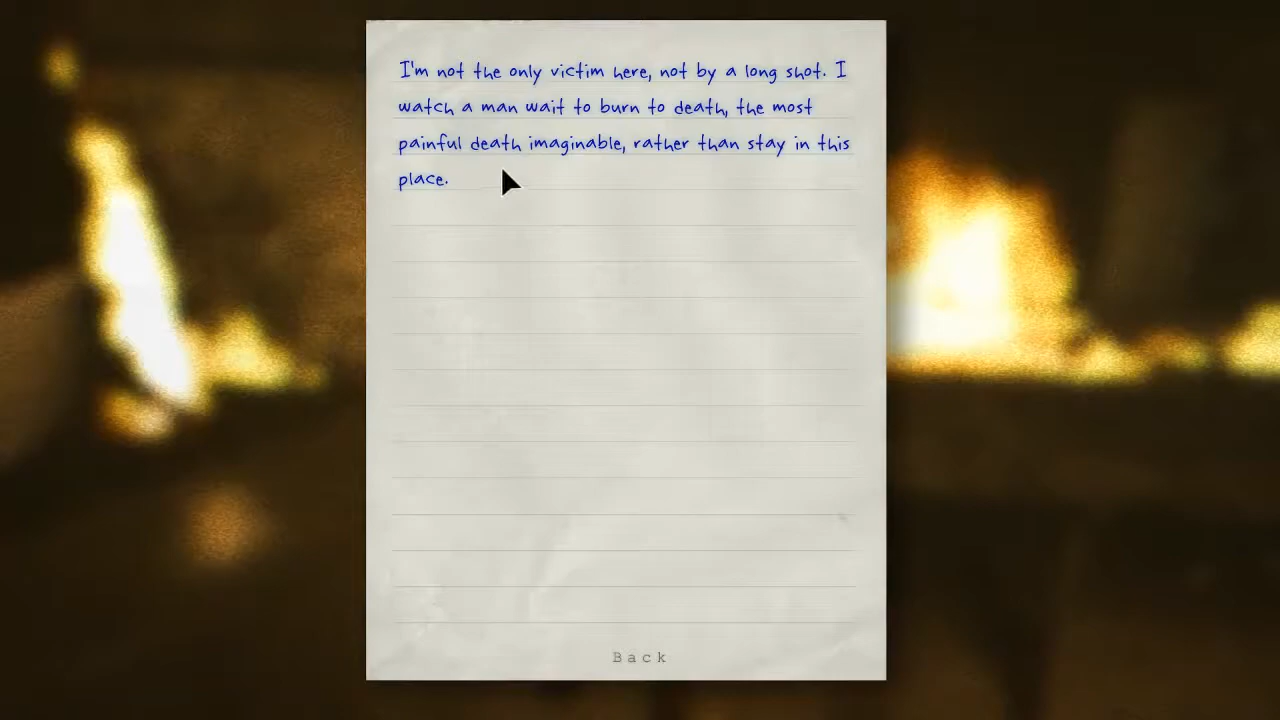 I'm not the only victim here, not by a long shot. I
watch a man wait to burn to death, the most
painful death imaginable, rather than stay in this
place.
Back